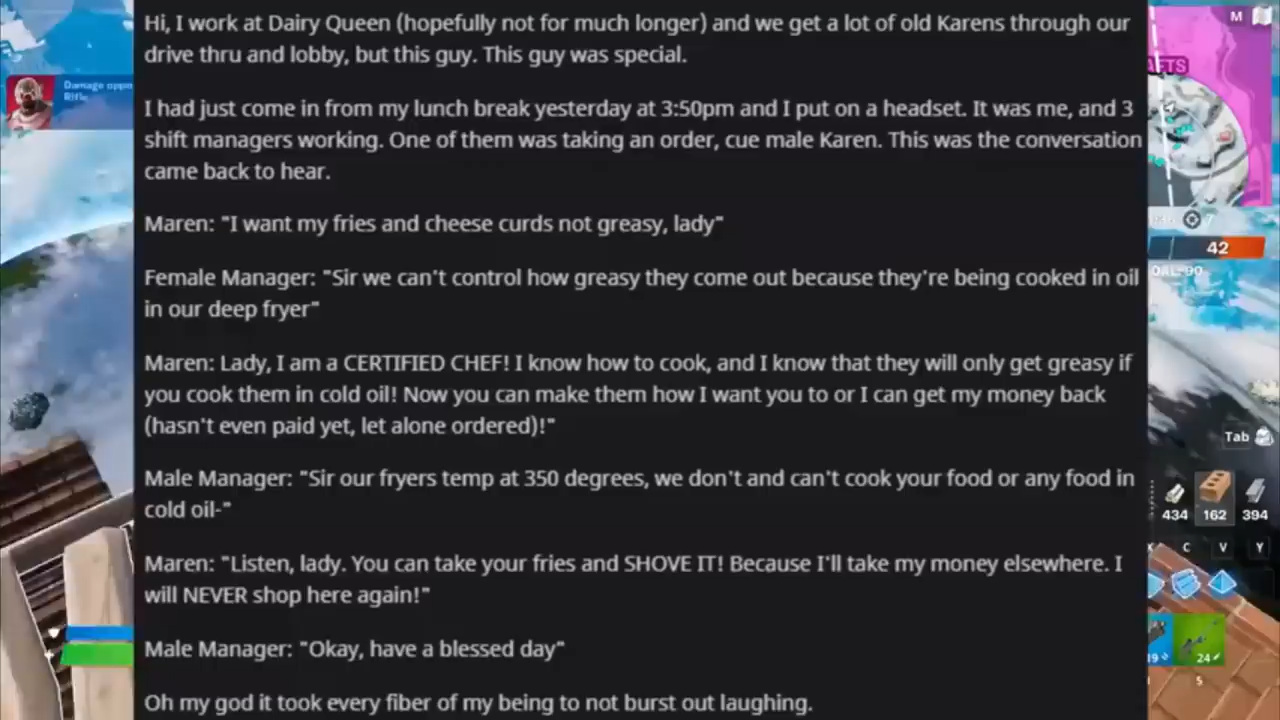 Hi, I work at Dairy Queen (hopefully not for much longer) and we get a lot of old Karens through our
drive thru and lobby, but this guy. This guy was special.
I had just come in from my lunch break yesterday at 3:50pm and I put on a headset. It was me, and 3
shift managers working. One of them was taking an order, cue male Karen. This was the conversation
came back to hear.
Maren: "I want my fries and cheese curds not greasy, lady"
Female Manager: "Sir we can't control how greasy they come out because they're being cooked in oil
in our deep fryer"
Maren: Lady, I am a CERTIFIED CHEF! I know how to cook, and I know that they will only get greasy if
you cook them in cold oil! Now you can make them how I want you to or I can get my money back
(hasn't even paid yet, let alone ordered)!"
Male Manager: "Sir our fryers temp at 350 degrees, we don't and can't cook your food or any food in
cold oil-"
Maren: "Listen, lady. You can take your fries and SHOVE IT! Because I'll take my money elsewhere. I
will NEVER shop here again!"
Male Manager: "Okay, have a blessed day"
Oh my god it took every fiber of my being to not burst out laughing.
Damage oppo
Rifle
M
42
Tab
434 162 394
C V Y
24